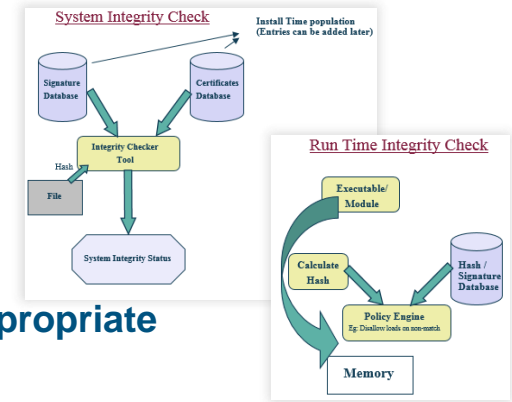 System Integrity Check
Install Time population
(Entries can be added later)
Signature
Database
Certificates
Database
Integrity Checker
Tool
Hash
File
System Integrity Status
Run Time Integrity Check
Executable/
Module
Calculate
Hash
Hash /
Signature
Database
Policy Engine
Eg: Disallow loads on non-match.
Memory
propriate